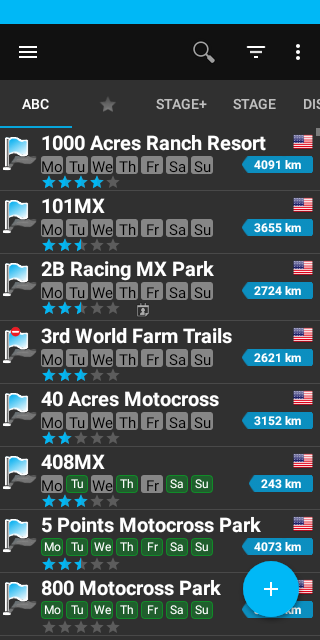 ABC STAGE+ STAGE DIS
1000 Acres Ranch Resort
Mo Tu We Th Fr Sa Su 4091 km
101MX
Mo Tu We Th Fr Sa Su 3655 km
2B Racing MX Park
Mo Tu We Th Fr Sa Su 2724 km
3rd World Farm Trails
Mo Tu We Th Fr Sa Su 2621 km
40 Acres Motocross
Mo Tu We Th Fr Sa Su 3152 km
408MX
Mo Tu We Th Fr Sa Su 243 km
5 Points Motocross Park
Mo Tu We Th Fr Sa Su 4073 km
800 Motocross Park
Mo Tu We Th Fr Sa Su